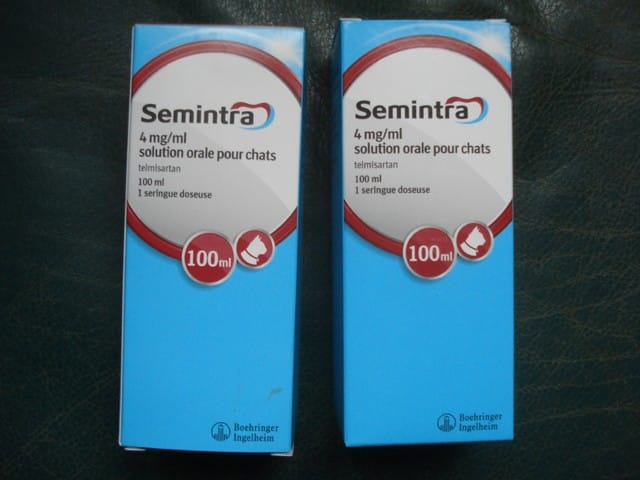 Semintra
4 mg/ml
solution orale pour chats
telmisartan
100 ml
1 seringue doseuse
100ml
Boehringer
Ingelheim
Semintra
4 mg/ml
solution orale pour chats
telmisartan
100 ml
1 seringue doseuse
100ml
Boehringer
Ingelheim